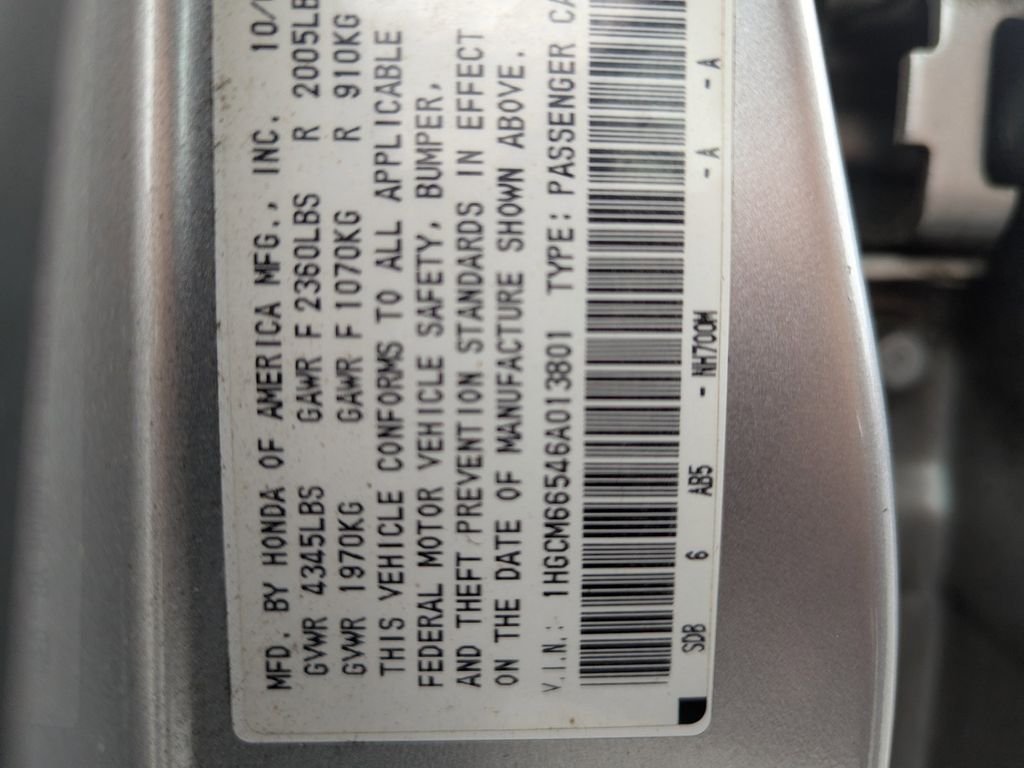 MFD. BY HONDA OF AMERICA MFG., INC. 10/
GVWR 4345LBS GAWR F 2360LBS R 2005LB
GVWR 1970KG GAWR F 1070KG R 910KG
THIS VEHICLE CONFORMS TO ALL APPLICABLE
FEDERAL MOTOR VEHICLE SAFETY, BUMPER,
AND THEFT PREVENTION STANDARDS IN EFFECT
ON THE DATE OF MANUFACTURE SHOWN ABOVE.
V.I.N.: 1HGCM66546A013801 TYPE: PASSENGER CA
SDB 6 AB5 - NH700M - A - A